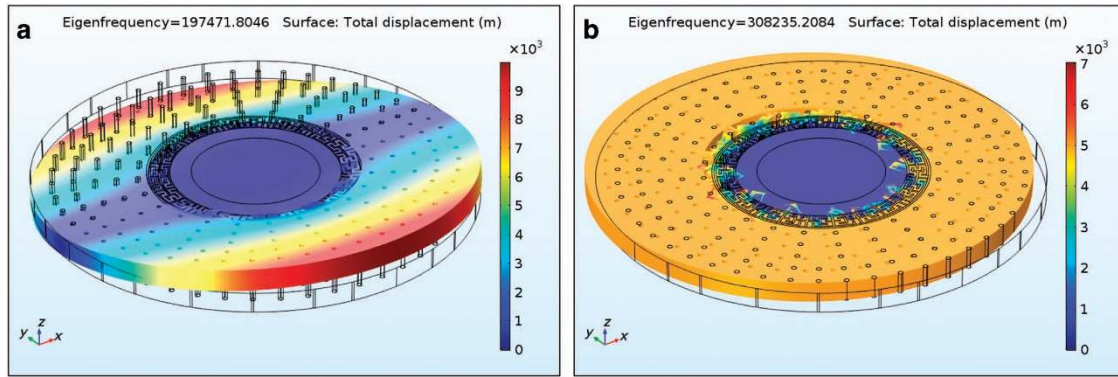 a
Eigenfrequency=197471.8046 Surface: Total displacement (m)
×10³
9
8
7
6
5
4
3
2
1
0
z
y
x
b
Eigenfrequency=308235.2084 Surface: Total displacement (m)
×10³
7
6
5
4
3
2
1
0
z
y
x